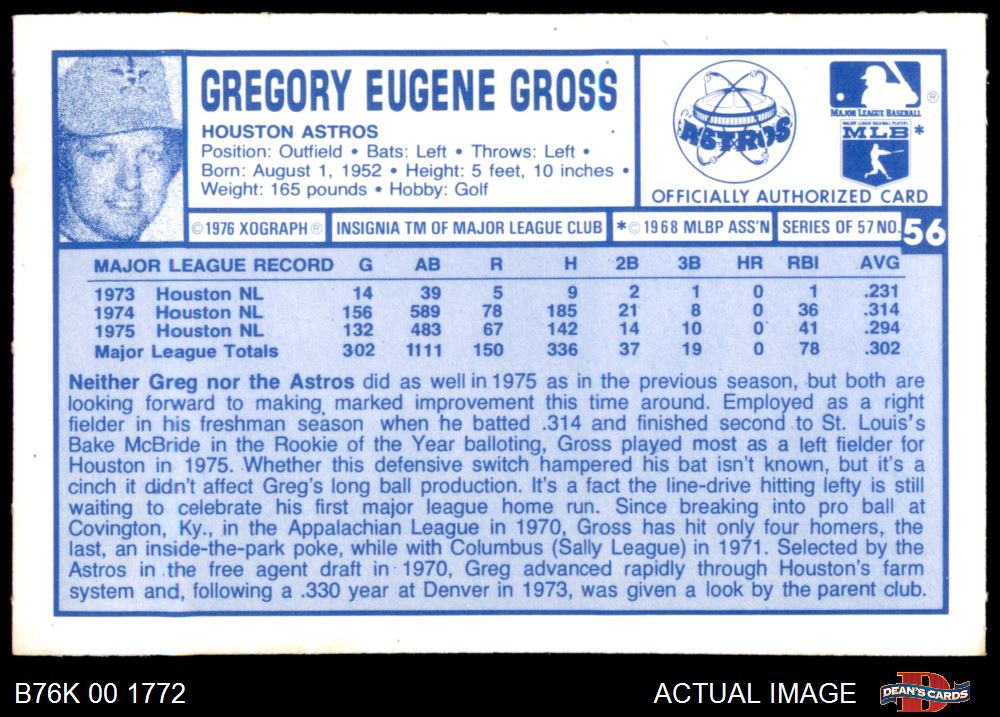 GREGORY EUGENE GROSS
HOUSTON ASTROS
Position: Outfield • Bats: Left • Throws: Left •
Born: August 1, 1952 • Height: 5 feet, 10 inches •
Weight: 165 pounds • Hobby: Golf
ASTROS
MAJOR LEAGUE BASEBALL ®
MAJOR LEAGUE BASEBALL PLAYERS
MLB *
OFFICIALLY AUTHORIZED CARD
© 1976 XOGRAPH ® INSIGNIA TM OF MAJOR LEAGUE CLUB * © 1968 MLBP ASS'N SERIES OF 57 NO. 56
MAJOR LEAGUE RECORD G AB R H 2B 3B HR RBI AVG
1973 Houston NL 14 39 5 9 2 1 0 1 .231
1974 Houston NL 156 589 78 185 21 8 0 36 .314
1975 Houston NL 132 483 67 142 14 10 0 41 .294
Major League Totals 302 1111 150 336 37 19 0 78 .302
Neither Greg nor the Astros did as well in 1975 as in the previous season, but both are
looking forward to making marked improvement this time around. Employed as a right
fielder in his freshman season when he batted .314 and finished second to St. Louis's
Bake McBride in the Rookie of the Year balloting, Gross played most as a left fielder for
Houston in 1975. Whether this defensive switch hampered his bat isn't known, but it's a
cinch it didn't affect Greg's long ball production. It's a fact the line-drive hitting lefty is still
waiting to celebrate his first major league home run. Since breaking into pro ball at
Covington, Ky., in the Appalachian League in 1970, Gross has hit only four homers, the
last, an inside-the-park poke, while with Columbus (Sally League) in 1971. Selected by the
Astros in the free agent draft in 1970, Greg advanced rapidly through Houston's farm
system and, following a .330 year at Denver in 1973, was given a look by the parent club.
B76K 00 1772 ACTUAL IMAGE DEAN'S CARDS